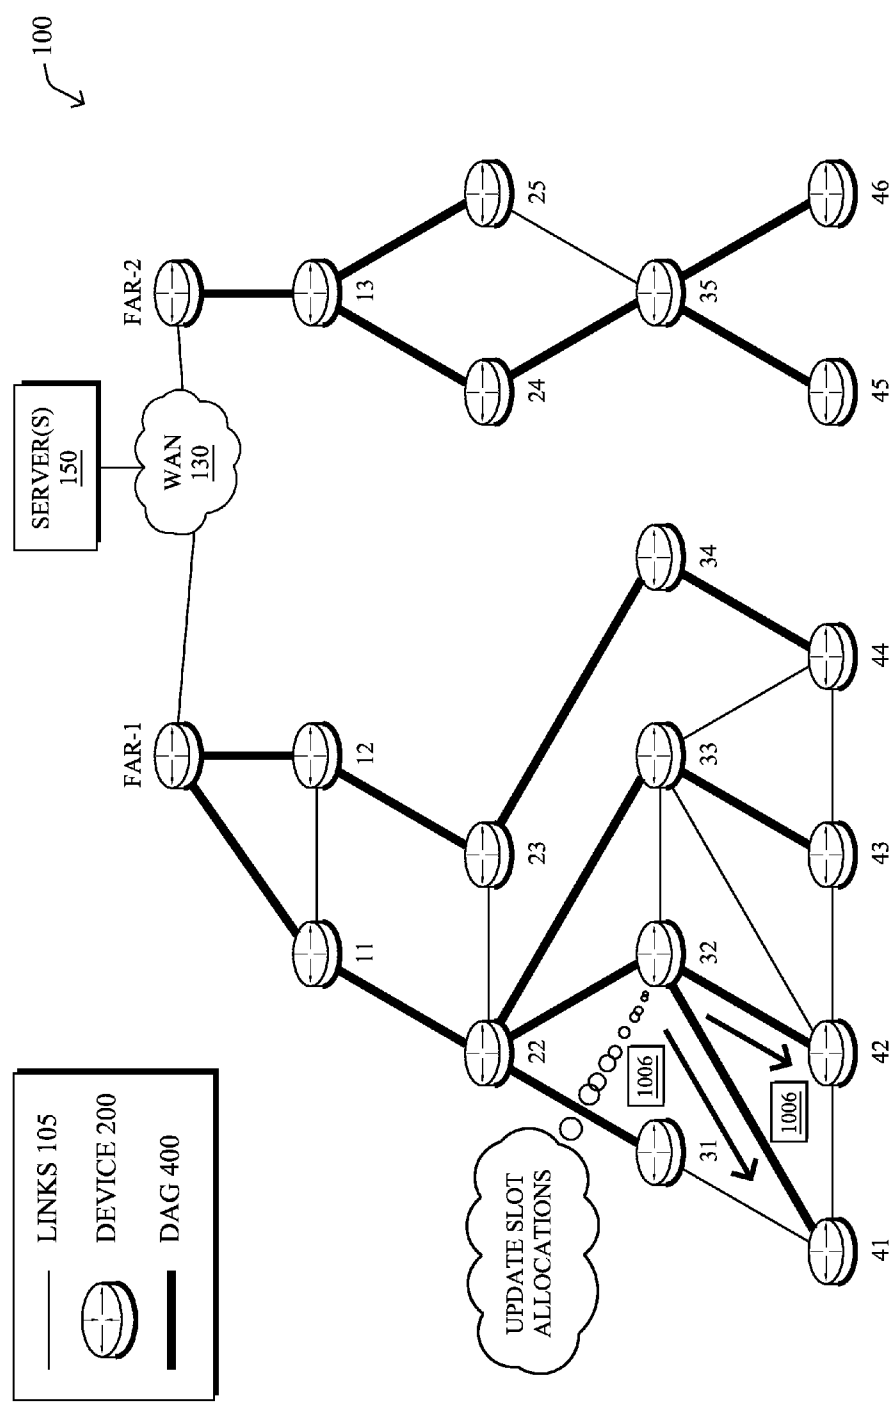 100
SERVER(S)
150
WAN
130
FAR-1
FAR-2
11
12
13
22
23
24
25
31
32
33
34
35
41
42
43
44
45
46
UPDATE SLOT
ALLOCATIONS
1006
1006
LINKS 105
DEVICE 200
DAG 400